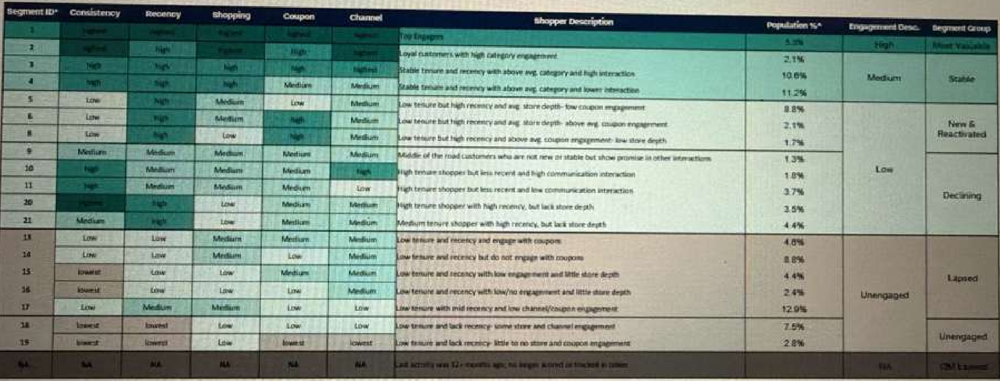 Segment ID* Consistency Recency Shopping Coupon Channel Shopper Description Population %^ Engagement Desc. Segment Group
1 highest highest highest highest highest Top Engagers 5.3% High Most Valuable
2 highest high highest high highest Loyal customers with high category engagement 2.1%
3 high high high high highest Stable tenure and recency with above avg. category and high interaction 10.6% Medium Stable
4 high high high Medium Medium Stable tenure and recency with above avg. category and lower interaction 11.2%
5 Low high Medium Low Medium Low tenure but high recency and avg. store depth- low coupon engagement 8.8%
6 Low high Medium high Medium Low tenure but high recency and avg. store depth- above avg. coupon engagement 2.1% New & Reactivated
8 Low high Low high Medium Low tenure but high recency and above avg. coupon engagement- low store depth 1.7%
9 Medium Medium Medium Medium Medium Middle of the road customers who are not new or stable but show promise in other interactions 1.3%
10 high Medium Medium Medium high High tenure shopper but less recent and high communication interaction 1.8% Low
11 high Medium Medium Medium Low High tenure shopper but less recent and low communication interaction 3.7% Declining
20 highest high Low Medium Medium High tenure shopper with high recency, but lack store depth 3.5%
21 Medium high Low Medium Medium Medium tenure shopper with high recency, but lack store depth 4.4%
13 Low Low Medium Medium Medium Low tenure and recency and engage with coupons 4.8%
14 Low Low Medium Low Medium Low tenure and recency but do not engage with coupons 8.8%
15 lowest Low Low Medium Medium Low tenure and recency with low engagement and little store depth 4.4% Lapsed
16 lowest Low Low Low Medium Low tenure and recency with low/no engagement and little store depth 2.4% Unengaged
17 Low Medium Medium Low Low Low tenure with mid recency and low channel/coupon engagement 12.9%
18 lowest lowest Low Low Low Low tenure and lack recency- some store and channel engagement 7.5%
19 lowest lowest Low lowest lowest Low tenure and lack recency- little to no store and coupon engagement 2.8% Unengaged
NA NA NA NA NA NA Last activity was 12+ months ago; no longer scored or tracked in NA Lapsed